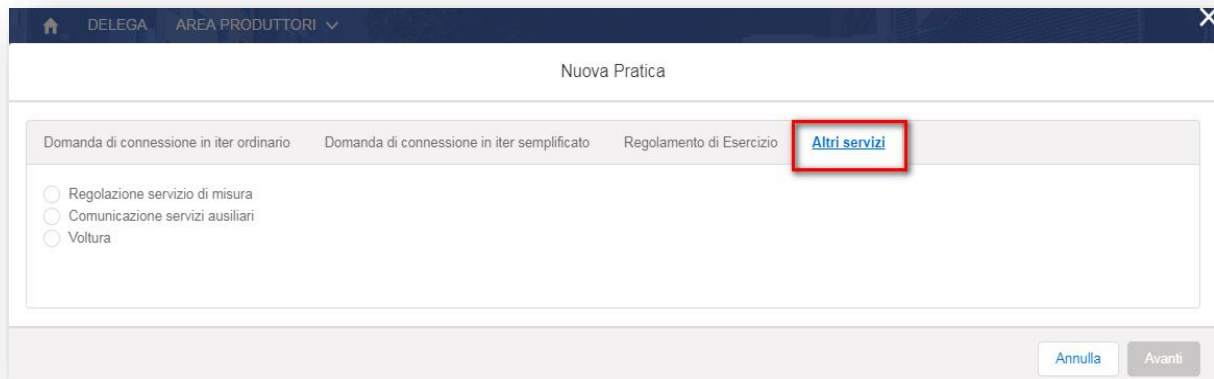 DELEGA AREA PRODUTTORI
Nuova Pratica
Domanda di connessione in iter ordinario Domanda di connessione in iter semplificato Regolamento di Esercizio Altri servizi
Regolazione servizio di misura
Comunicazione servizi ausiliari
Voltura
Annulla Avanti